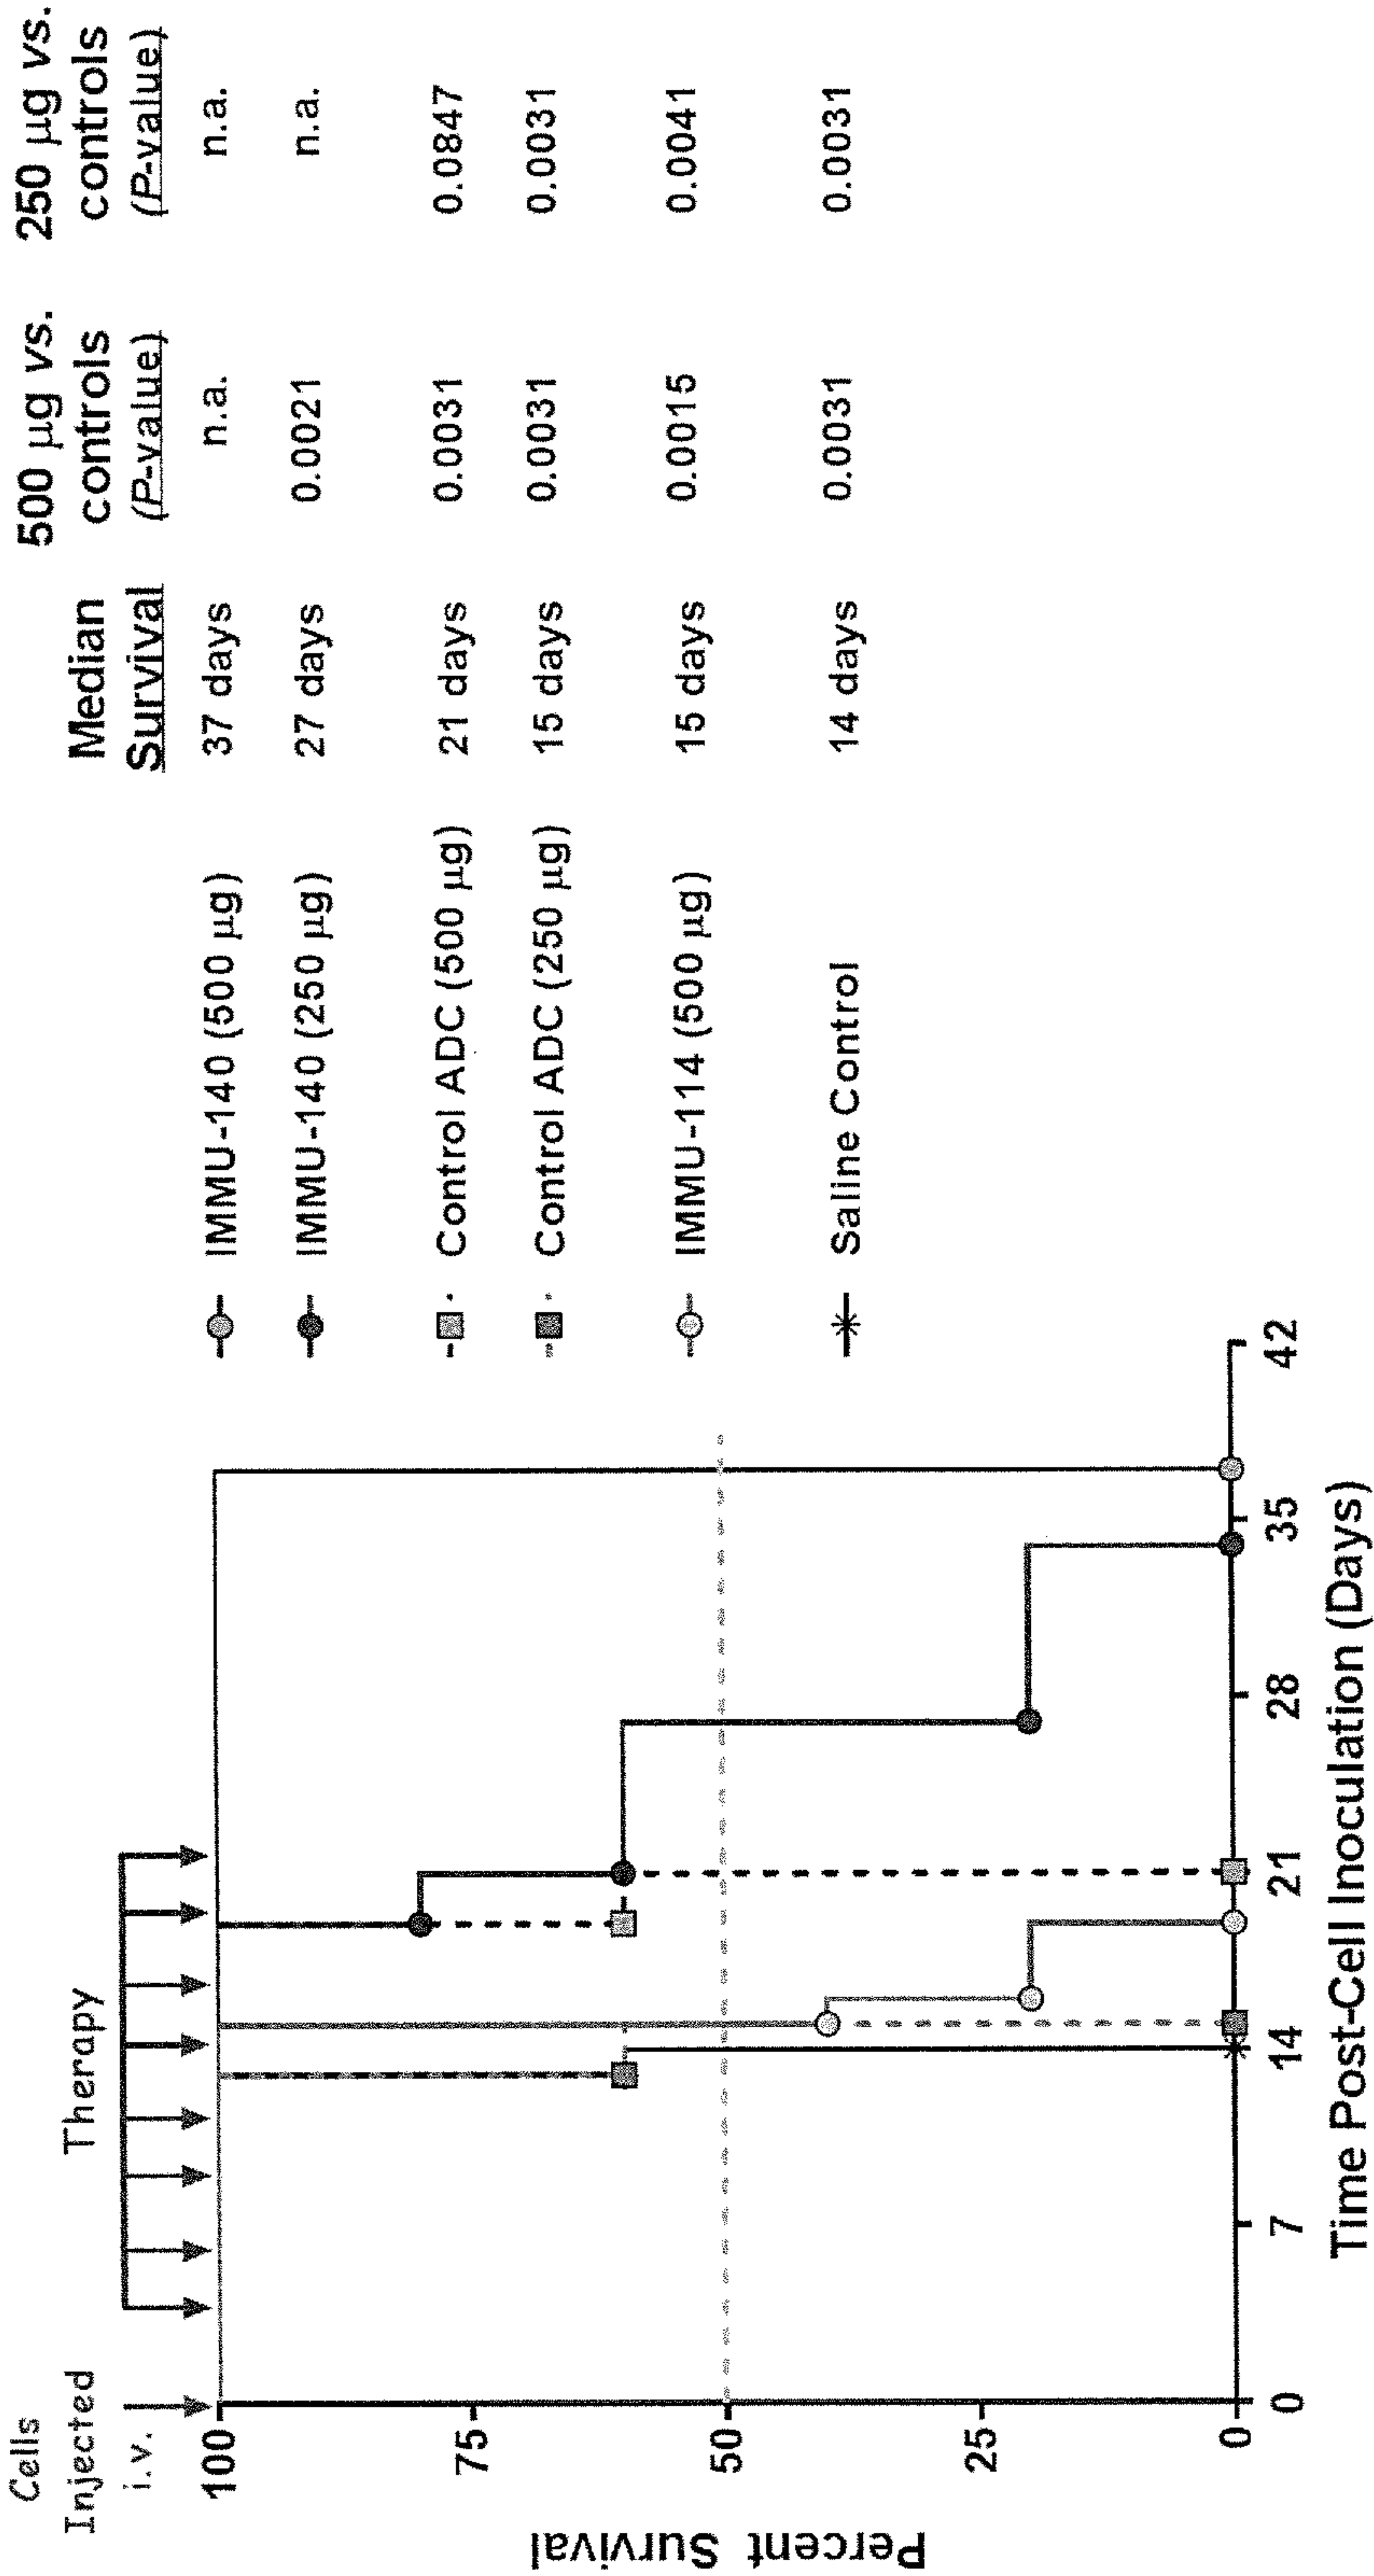 Cells
Injected
i.v.
Therapy
Percent Survival
100
75
50
25
0
0 7 14 21 28 35 42
Time Post-Cell Inoculation (Days)
Median
Survival
500 µg vs.
controls
(P-value)
250 µg vs.
controls
(P-value)
IMMU-140 (500 µg) 37 days n.a. n.a.
IMMU-140 (250 µg) 27 days 0.0021 n.a.
Control ADC (500 µg) 21 days 0.0031 0.0847
Control ADC (250 µg) 15 days 0.0031 0.0031
IMMU-114 (500 µg) 15 days 0.0015 0.0041
Saline Control 14 days 0.0031 0.0031